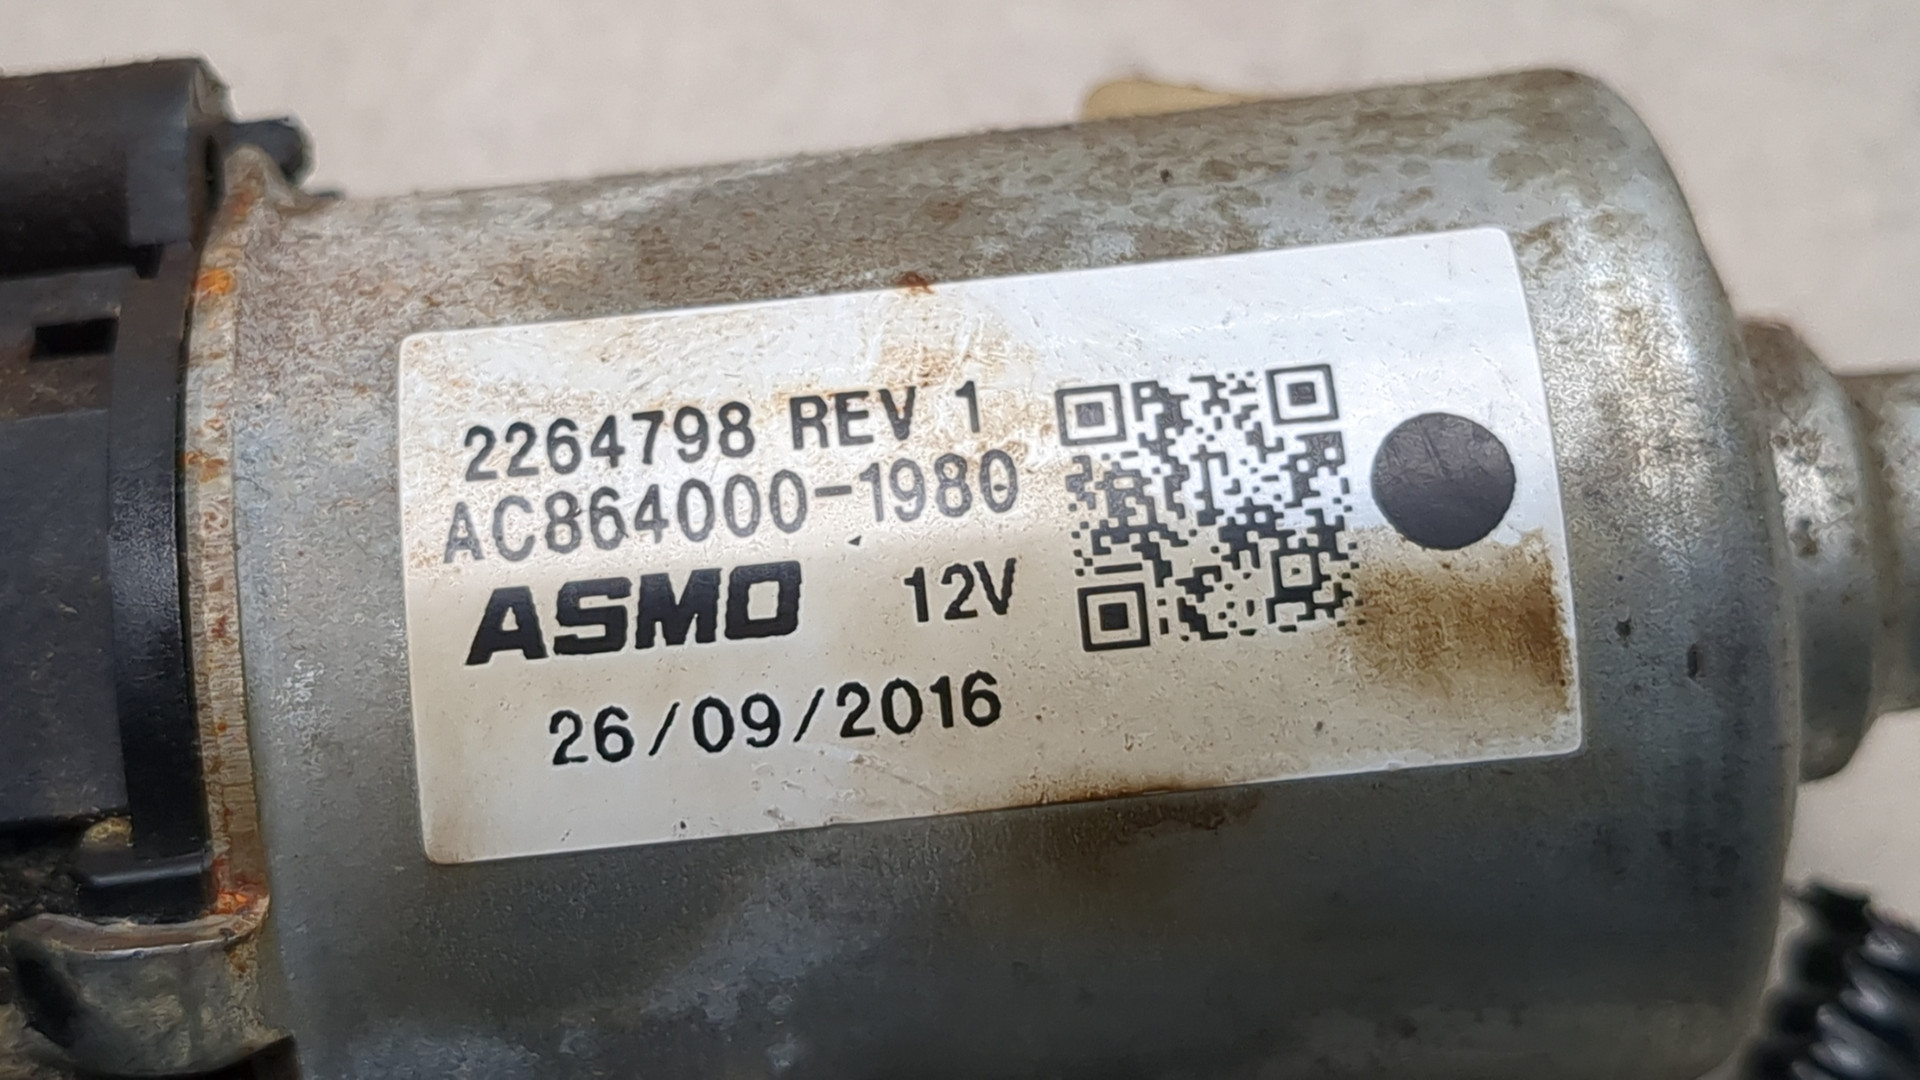 2264798 REV 1
AC864000-1980
ASMO 12V
26/09/2016